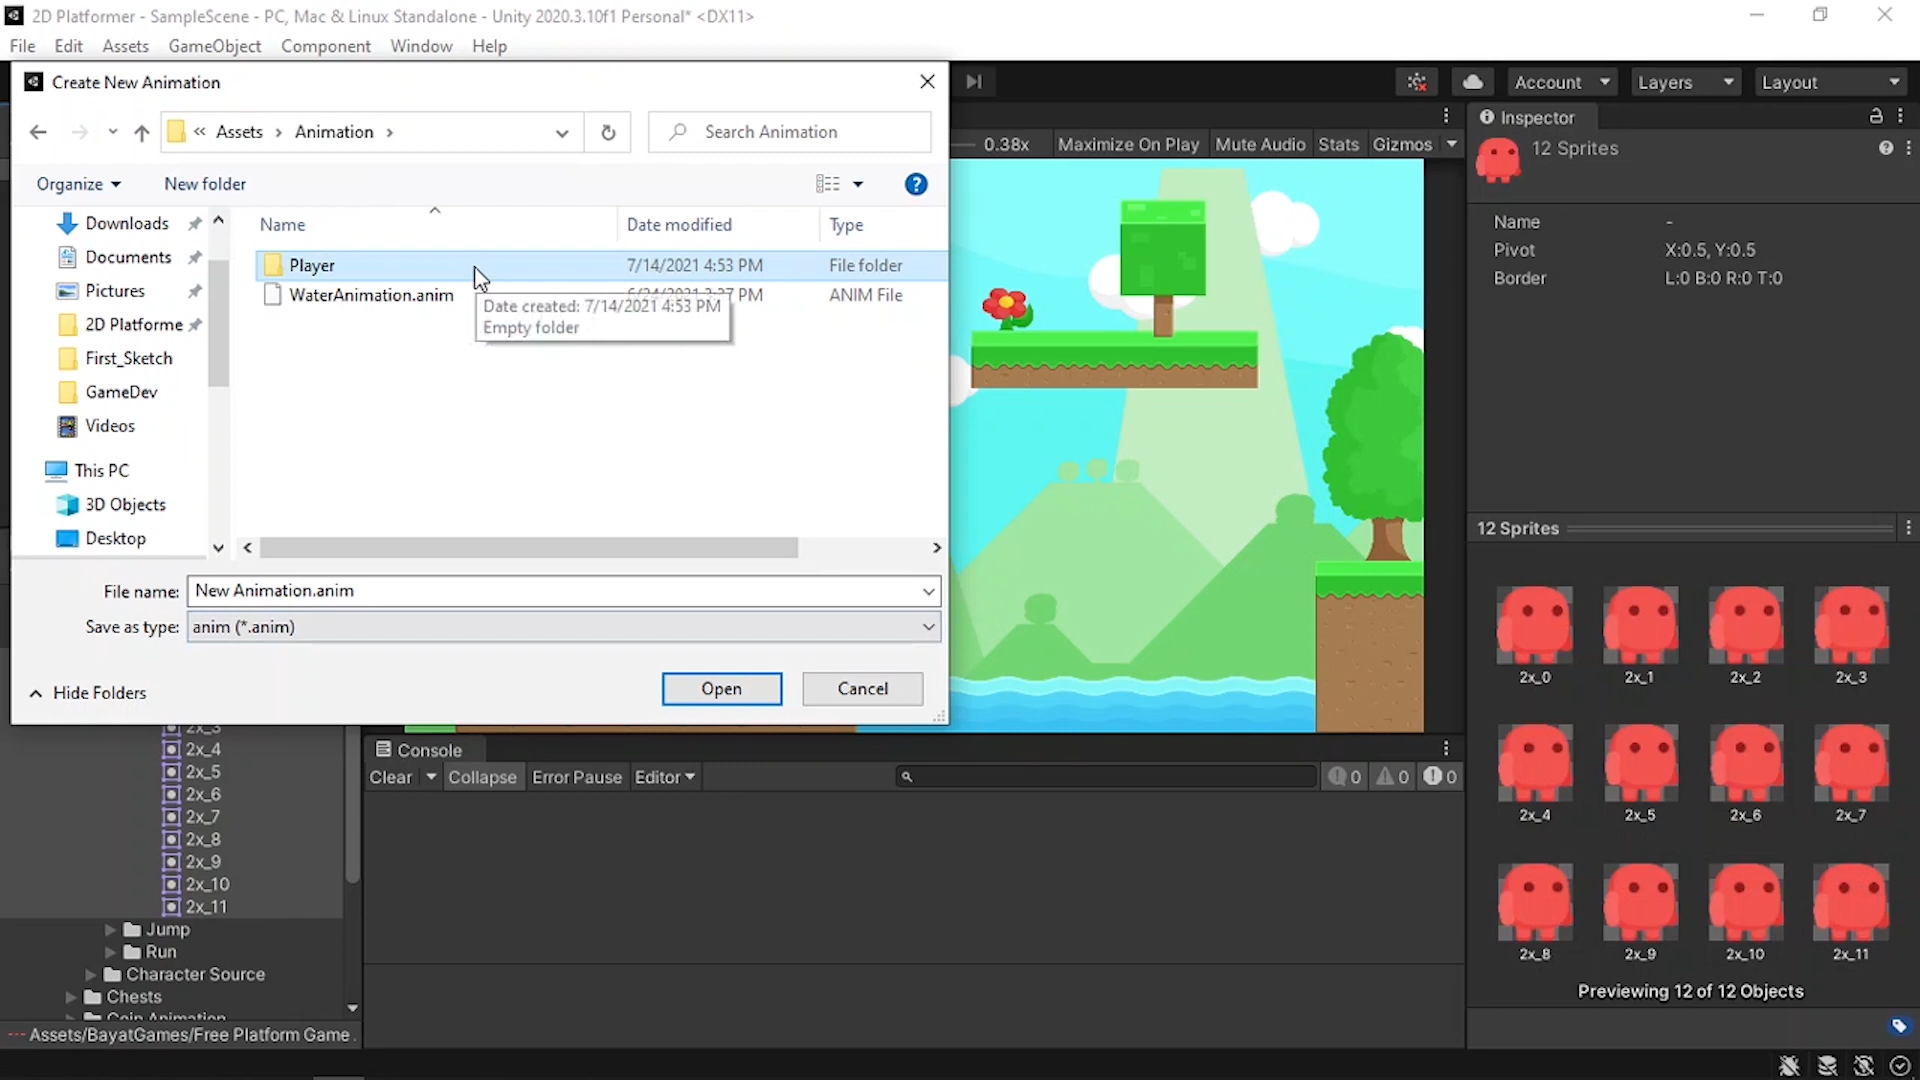 2D Platformer - SampleScene - PC, Mac & Linux Standalone - Unity 2020.3.10f1 Personal* <DX11>
File Edit Assets GameObject Component Window Help
Create New Animation
« Assets › Animation ›
Search Animation
Account Layers Layout
Organize New folder
0.38x Maximize On Play Mute Audio Stats Gizmos
Inspector
12 Sprites
Name -
Pivot X:0.5, Y:0.5
Border L:0 B:0 R:0 T:0
Downloads
Documents
Pictures
2D Platforme
First_Sketch
GameDev
Videos
This PC
3D Objects
Desktop
Name Date modified Type
Player 7/14/2021 4:53 PM File folder
WaterAnimation.anim PM ANIM File
Date created: 7/14/2021 4:53 PM
Empty folder
File name: New Animation.anim
Save as type: anim (*.anim)
Hide Folders
Open Cancel
12 Sprites
2x_0 2x_1 2x_2 2x_3
2x_4 2x_5 2x_6 2x_7
2x_8 2x_9 2x_10 2x_11
Previewing 12 of 12 Objects
2x_3
2x_4
2x_5
2x_6
2x_7
2x_8
2x_9
2x_10
2x_11
Jump
Run
Character Source
Chests
Coin Animation
Assets/BayatGames/Free Platform Game
Console
Clear Collapse Error Pause Editor
0 0 0